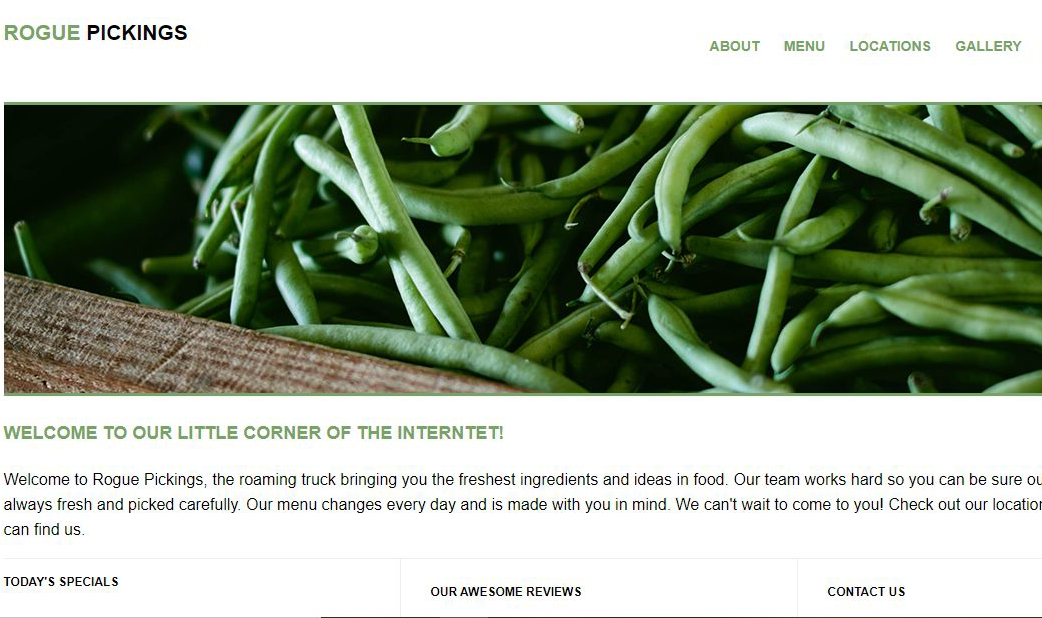 ROGUE PICKINGS
ABOUT MENU LOCATIONS GALLERY
WELCOME TO OUR LITTLE CORNER OF THE INTERNTET!
Welcome to Rogue Pickings, the roaming truck bringing you the freshest ingredients and ideas in food. Our team works hard so you can be sure
always fresh and picked carefully. Our menu changes every day and is made with you in mind. We can't wait to come to you! Check out our
can find us.
TODAY'S SPECIALS
OUR AWESOME REVIEWS
CONTACT US